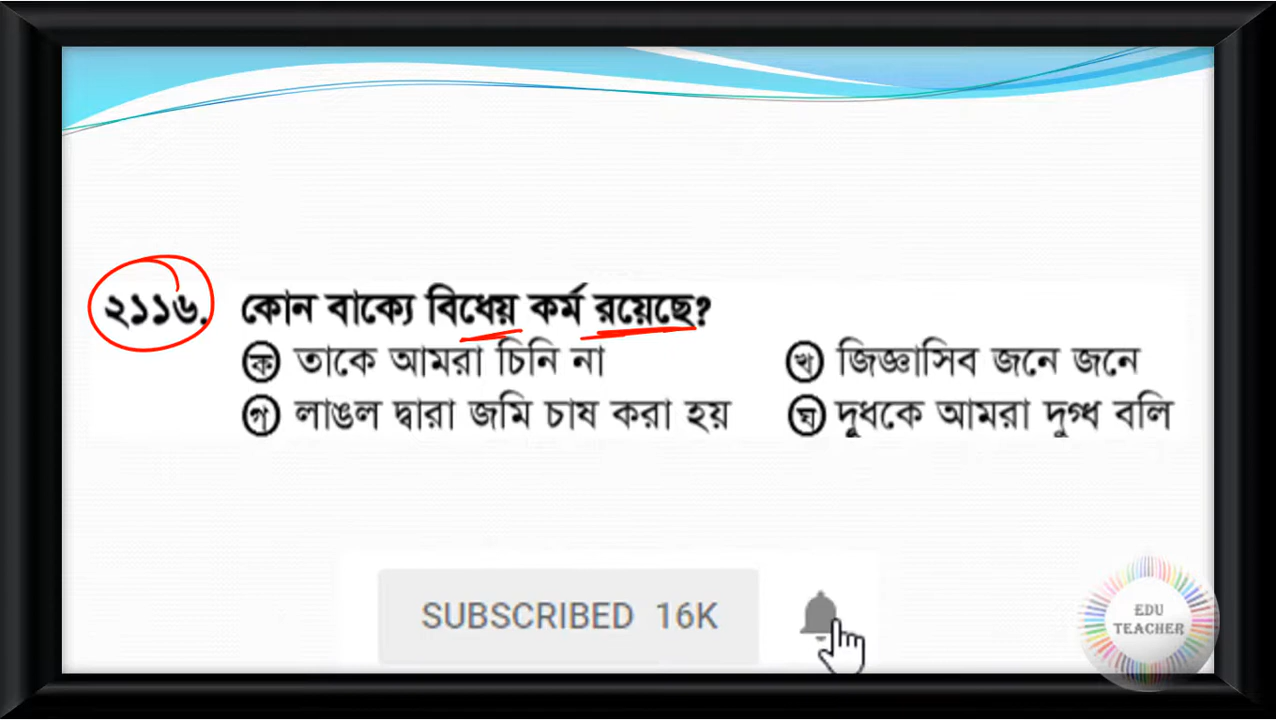 ২১১৬. কোন বাক্যে বিধেয় কর্ম রয়েছে?
ক তাকে আমরা চিনি না খ জিজ্ঞাসিব জনে জনে
গ লাঙল দ্বারা জমি চাষ করা হয় ঘ দুধকে আমরা দুগ্ধ বলি
SUBSCRIBED 16K
EDU
TEACHER